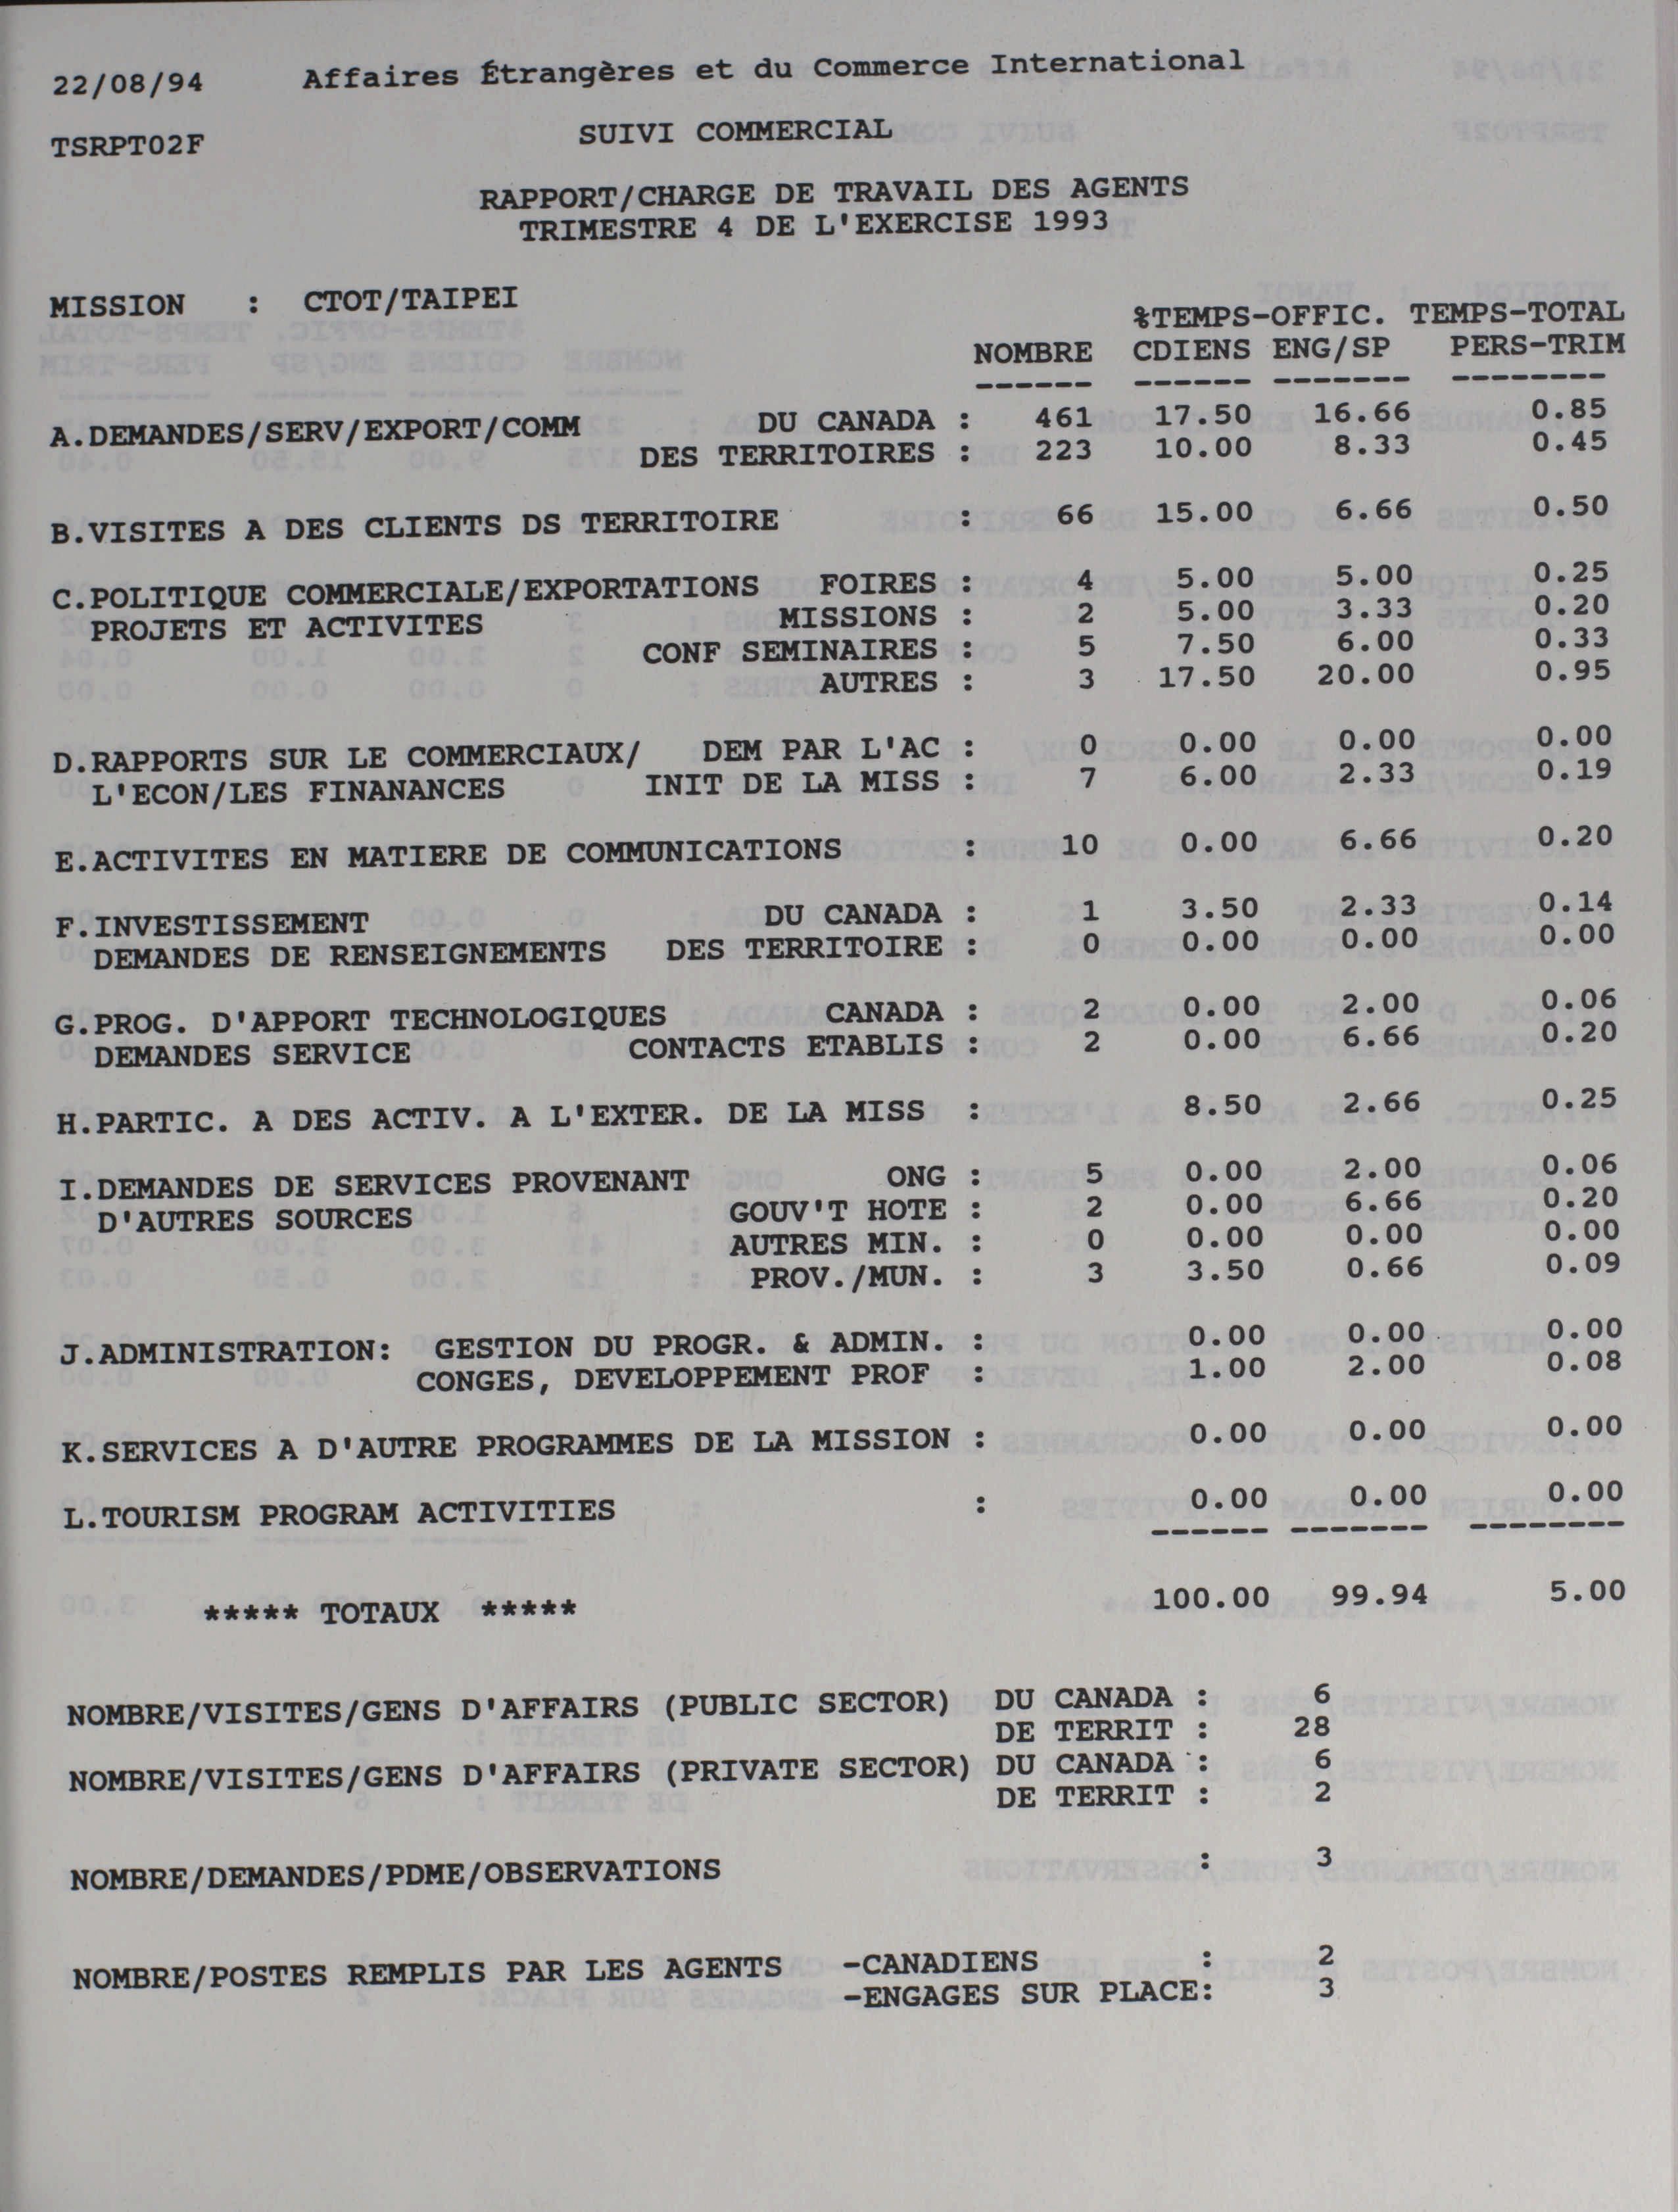 22/08/94 Affaires Étrangères et du Commerce International
TSRPT02F SUIVI COMMERCIAL
RAPPORT/CHARGE DE TRAVAIL DES AGENTS
TRIMESTRE 4 DE L'EXERCISE 1993
MISSION : CTOT/TAIPEI
%TEMPS-OFFIC. TEMPS-TOTAL
NOMBRE CDIENS ENG/SP PERS-TRIM
------ ------ ------- --------
A.DEMANDES/SERV/EXPORT/COMM DU CANADA : 461 17.50 16.66 0.85
DES TERRITOIRES : 223 10.00 8.33 0.45
B.VISITES A DES CLIENTS DS TERRITOIRE : 66 15.00 6.66 0.50
C.POLITIQUE COMMERCIALE/EXPORTATIONS FOIRES : 4 5.00 5.00 0.25
PROJETS ET ACTIVITES MISSIONS : 2 5.00 3.33 0.20
CONF SEMINAIRES : 5 7.50 6.00 0.33
AUTRES : 3 17.50 20.00 0.95
D.RAPPORTS SUR LE COMMERCIAUX/ DEM PAR L'AC : 0 0.00 0.00 0.00
L'ECON/LES FINANANCES INIT DE LA MISS : 7 6.00 2.33 0.19
E.ACTIVITES EN MATIERE DE COMMUNICATIONS : 10 0.00 6.66 0.20
F.INVESTISSEMENT DU CANADA : 1 3.50 2.33 0.14
DEMANDES DE RENSEIGNEMENTS DES TERRITOIRE : 0 0.00 0.00 0.00
G.PROG. D'APPORT TECHNOLOGIQUES CANADA : 2 0.00 2.00 0.06
DEMANDES SERVICE CONTACTS ETABLIS : 2 0.00 6.66 0.20
H.PARTIC. A DES ACTIV. A L'EXTER. DE LA MISS : 8.50 2.66 0.25
I.DEMANDES DE SERVICES PROVENANT ONG : 5 0.00 2.00 0.06
D'AUTRES SOURCES GOUV'T HOTE : 2 0.00 6.66 0.20
AUTRES MIN. : 0 0.00 0.00 0.00
PROV./MUN. : 3 3.50 0.66 0.09
J.ADMINISTRATION: GESTION DU PROGR. & ADMIN. : 0.00 0.00 0.00
CONGES, DEVELOPPEMENT PROF : 1.00 2.00 0.08
K.SERVICES A D'AUTRE PROGRAMMES DE LA MISSION : 0.00 0.00 0.00
L.TOURISM PROGRAM ACTIVITIES : 0.00 0.00 0.00
------ ------- --------
***** TOTAUX ***** 100.00 99.94 5.00
NOMBRE/VISITES/GENS D'AFFAIRS (PUBLIC SECTOR) DU CANADA : 6
DE TERRIT : 28
NOMBRE/VISITES/GENS D'AFFAIRS (PRIVATE SECTOR) DU CANADA : 6
DE TERRIT : 2
NOMBRE/DEMANDES/PDME/OBSERVATIONS : 3
NOMBRE/POSTES REMPLIS PAR LES AGENTS -CANADIENS : 2
-ENGAGES SUR PLACE: 3